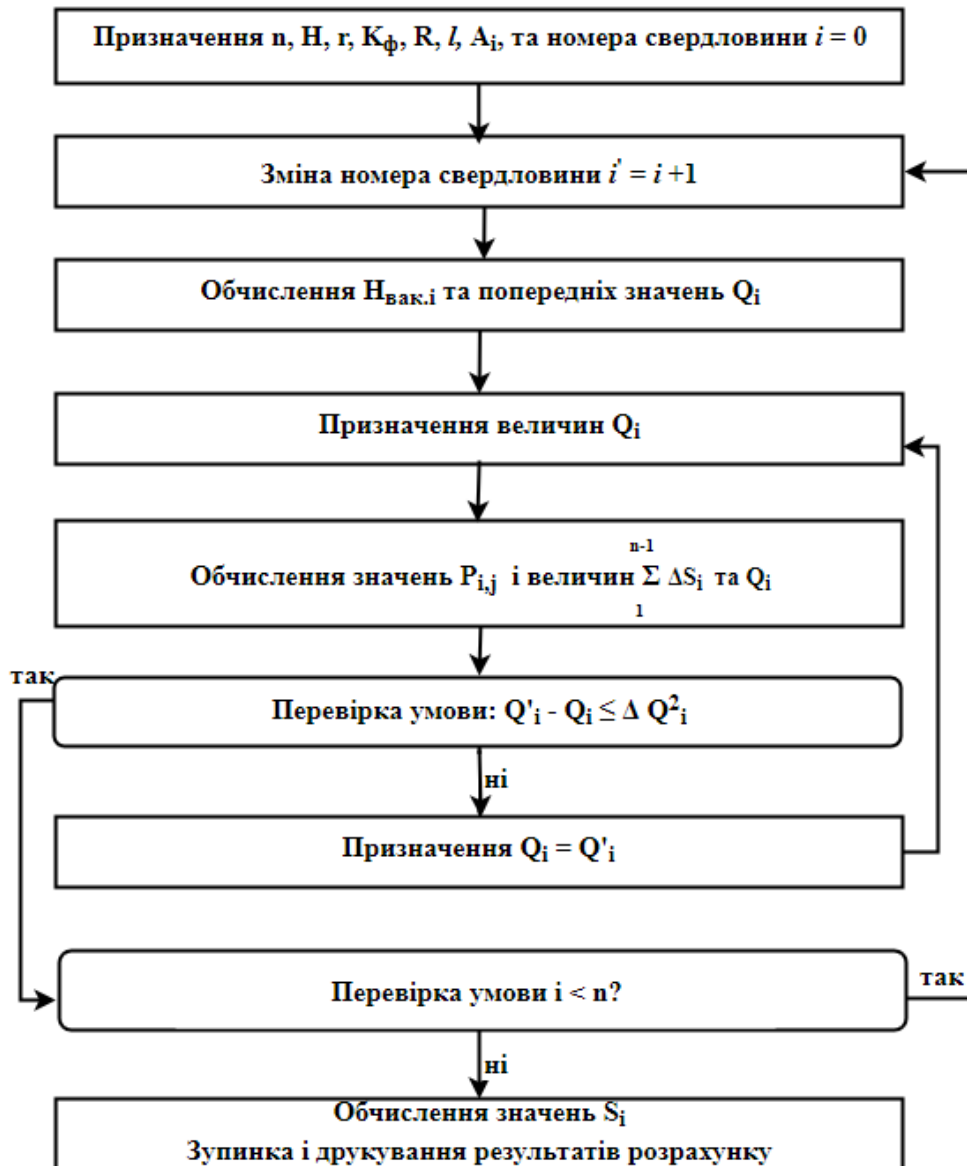 Призначення n, H, r, Kф, R, l, Ai, та номера свердловини i = 0
Зміна номера свердловини i' = i +1
Обчислення Hвак.i та попередніх значень Qi
Призначення величин Qi
n-1
Обчислення значень Pi,j і величин Σ ΔSi та Qi
1
так
Перевірка умови: Q'i - Qi ≤ Δ Q²i
ні
Призначення Qi = Q'i
Перевірка умови i < n?
так
ні
Обчислення значень Si
Зупинка і друкування результатів розрахунку